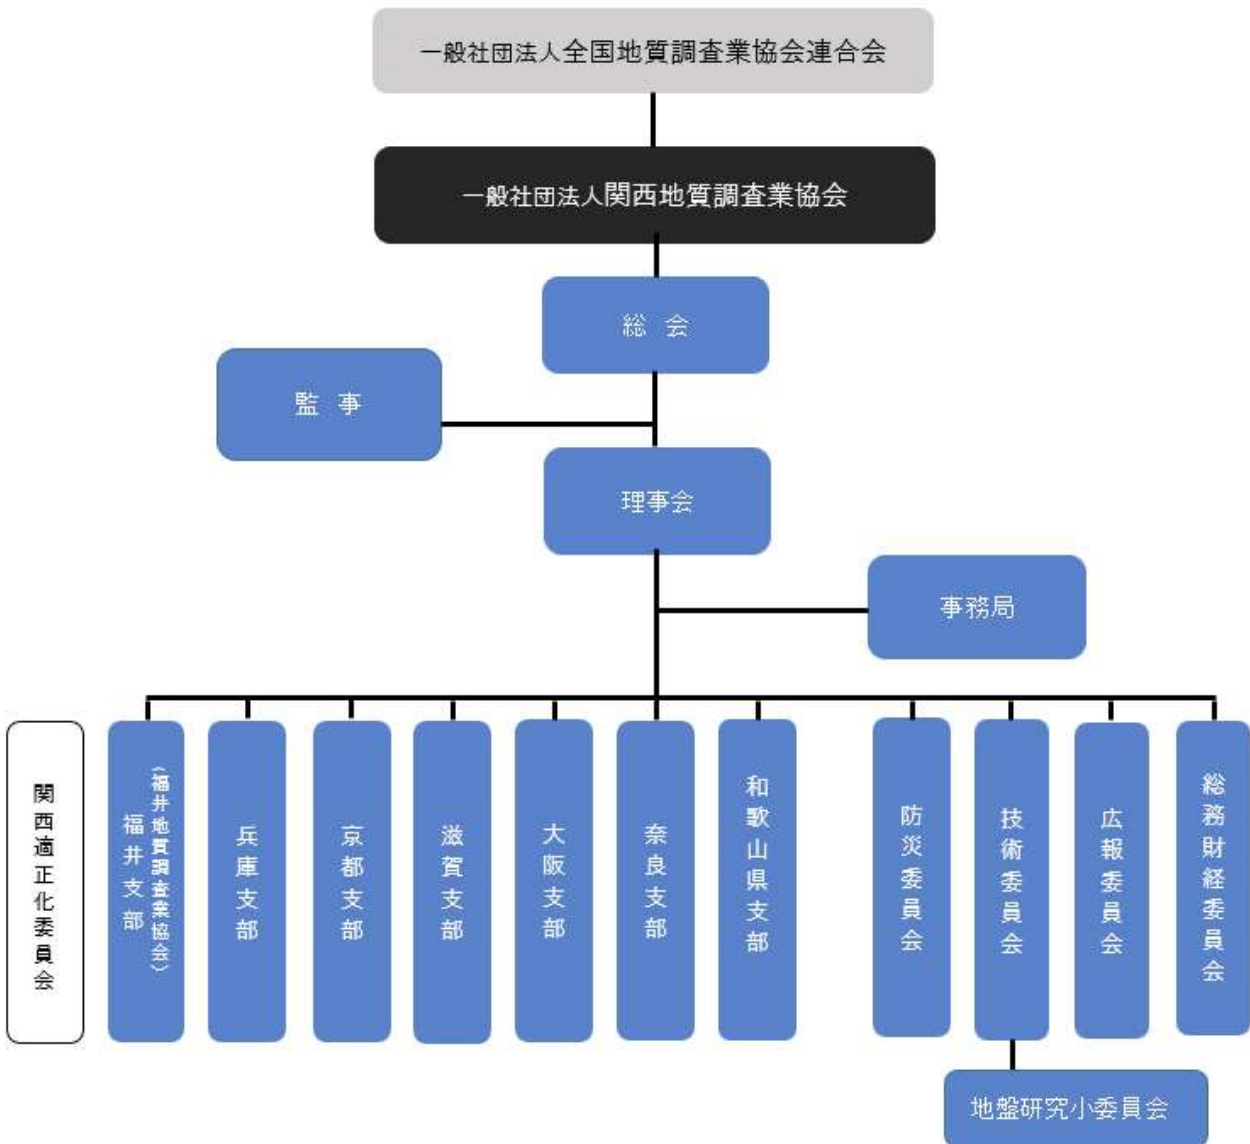 一般社団法人全国地質調査業協会連合会
一般社団法人関西地質調査業協会
総 会
監 事
理事会
事務局
関西適正化委員会
福井支部
(福井地質調査業協会)
兵庫支部
京都支部
滋賀支部
大阪支部
奈良支部
和歌山県支部
防災委員会
技術委員会
広報委員会
総務財経委員会
地盤研究小委員会